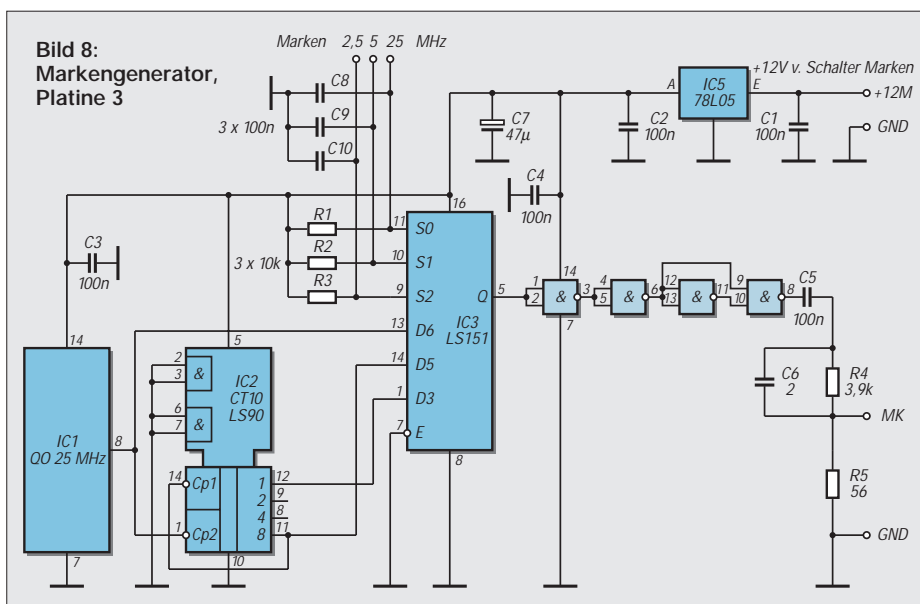 Bild 8:
Markengenerator,
Platine 3
Marken 2,5 5 25 MHz
C8
3 x 100n
C9
C10
+12V v. Schalter Marken
A
IC5
78L05
E
+12M
C7
47µ
C2
100n
C1
100n
GND
C4
100n
16
C3
100n
R1
3 x 10k
R2
R3
11 S0
10 S1
9 S2
13 D6
14 D5
1 D3
7 E
Q 5
IC3
LS151
8
14
1
2
&
3
7
4
5
&
6
12
13
&
11
9
10
&
8
C5
100n
C6
2
R4
3,9k
MK
R5
56
GND
14
IC1
QO 25 MHz
8
7
5
2
3
&
6
7
&
IC2
CT10
LS90
14 Cp1
1 Cp2
1 12
2 9
4 8
8 11
10